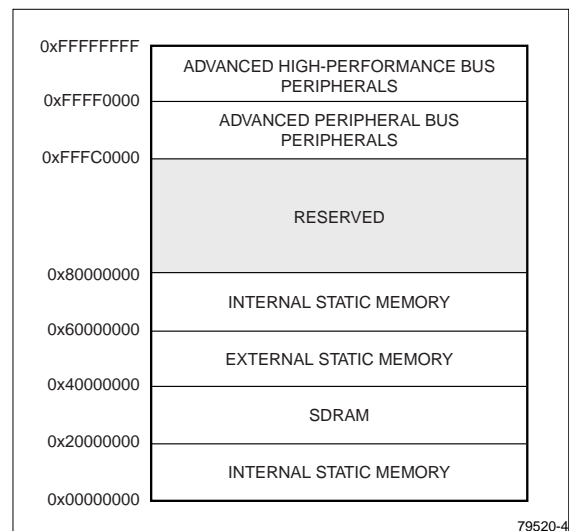 0xFFFFFFFF
ADVANCED HIGH-PERFORMANCE BUS
PERIPHERALS
0xFFFF0000
ADVANCED PERIPHERAL BUS
PERIPHERALS
0xFFFC0000
RESERVED
0x80000000
INTERNAL STATIC MEMORY
0x60000000
EXTERNAL STATIC MEMORY
0x40000000
SDRAM
0x20000000
INTERNAL STATIC MEMORY
0x00000000
79520-4